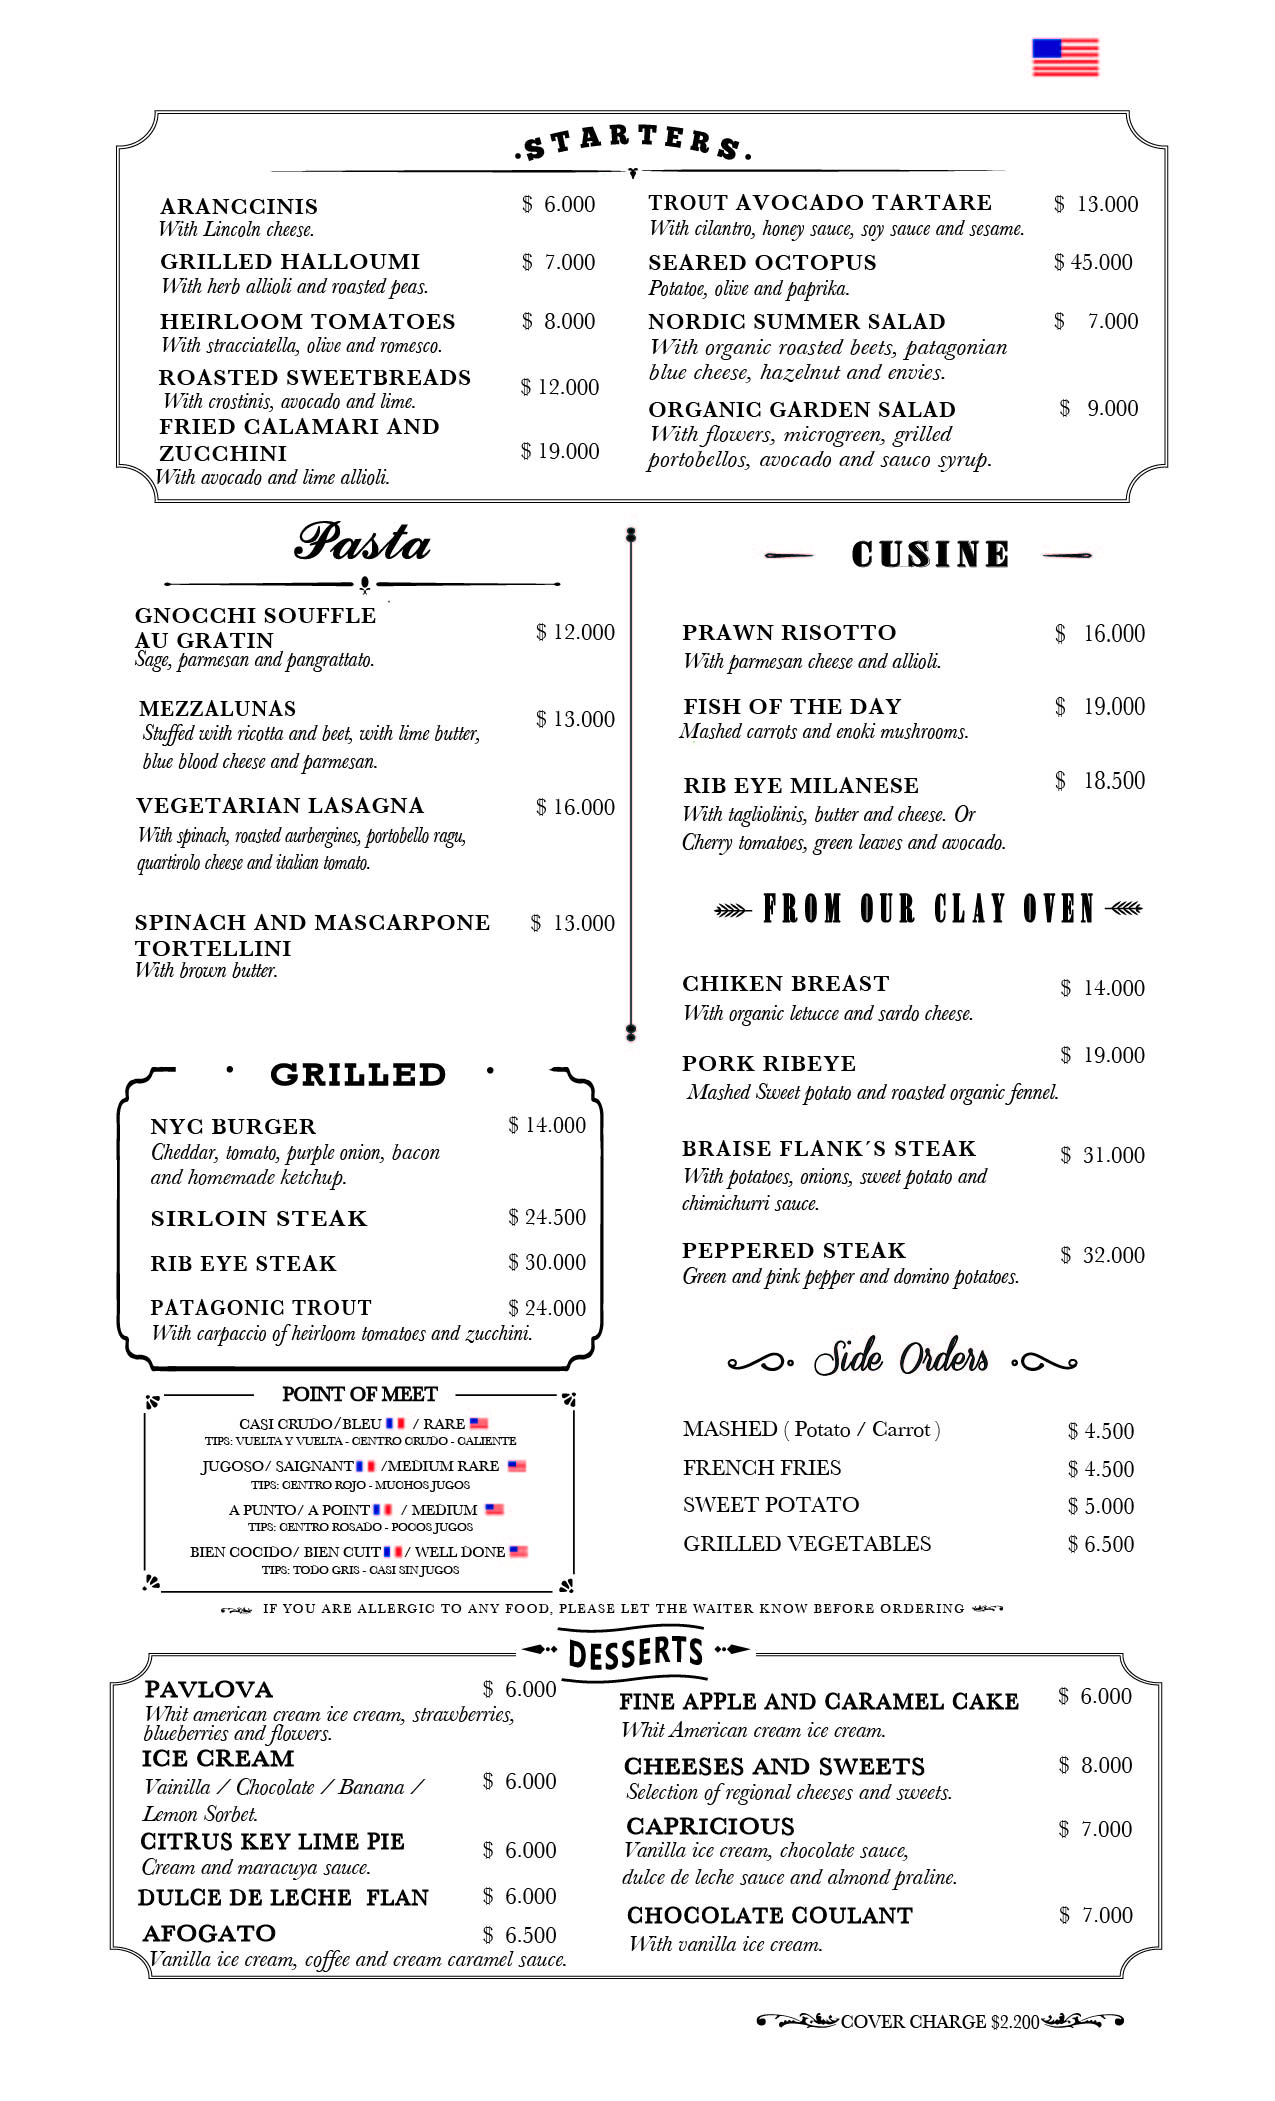 .STARTERS.
ARANCCINIS $ 6.000
With Lincoln cheese.
GRILLED HALLOUMI $ 7.000
With herb allioli and roasted peas.
HEIRLOOM TOMATOES $ 8.000
With stracciatella, olive and romesco.
ROASTED SWEETBREADS $ 12.000
With crostinis, avocado and lime.
FRIED CALAMARI AND
ZUCCHINI $ 19.000
With avocado and lime allioli.
TROUT AVOCADO TARTARE $ 13.000
With cilantro, honey sauce, soy sauce and sesame.
SEARED OCTOPUS $ 45.000
Potatoe, olive and paprika.
NORDIC SUMMER SALAD $ 7.000
With organic roasted beets, patagonian
blue cheese, hazelnut and envies.
ORGANIC GARDEN SALAD $ 9.000
With flowers, microgreen, grilled
portobellos, avocado and sauco syrup.
Pasta
GNOCCHI SOUFFLE
AU GRATIN $ 12.000
Sage, parmesan and pangrattato.
MEZZALUNAS $ 13.000
Stuffed with ricotta and beet, with lime butter,
blue blood cheese and parmesan.
VEGETARIAN LASAGNA $ 16.000
With spinach, roasted aurbergines, portobello ragu,
quartirolo cheese and italian tomato.
SPINACH AND MASCARPONE $ 13.000
TORTELLINI
With brown butter.
CUSINE
PRAWN RISOTTO $ 16.000
With parmesan cheese and allioli.
FISH OF THE DAY $ 19.000
Mashed carrots and enoki mushrooms.
RIB EYE MILANESE $ 18.500
With tagliolinis, butter and cheese. Or
Cherry tomatoes, green leaves and avocado.
FROM OUR CLAY OVEN
CHIKEN BREAST $ 14.000
With organic letucce and sardo cheese.
PORK RIBEYE $ 19.000
Mashed Sweet potato and roasted organic fennel.
BRAISE FLANK´S STEAK $ 31.000
With potatoes, onions, sweet potato and
chimichurri sauce.
PEPPERED STEAK $ 32.000
Green and pink pepper and domino potatoes.
GRILLED
NYC BURGER $ 14.000
Cheddar, tomato, purple onion, bacon
and homemade ketchup.
SIRLOIN STEAK $ 24.500
RIB EYE STEAK $ 30.000
PATAGONIC TROUT $ 24.000
With carpaccio of heirloom tomatoes and zucchini.
POINT OF MEET
CASI CRUDO/BLEU / RARE
TIPS: VUELTA Y VUELTA - CENTRO CRUDO - CALIENTE
JUGOSO/ SAIGNANT /MEDIUM RARE
TIPS: CENTRO ROJO - MUCHOS JUGOS
A PUNTO/ A POINT / MEDIUM
TIPS: CENTRO ROSADO - POCOS JUGOS
BIEN COCIDO/ BIEN CUIT / WELL DONE
TIPS: TODO GRIS - CASI SIN JUGOS
Side Orders
MASHED ( Potato / Carrot ) $ 4.500
FRENCH FRIES $ 4.500
SWEET POTATO $ 5.000
GRILLED VEGETABLES $ 6.500
IF YOU ARE ALLERGIC TO ANY FOOD, PLEASE LET THE WAITER KNOW BEFORE ORDERING
DESSERTS
PAVLOVA $ 6.000
Whit american cream ice cream, strawberries,
blueberries and flowers.
ICE CREAM
Vainilla / Chocolate / Banana / $ 6.000
Lemon Sorbet.
CITRUS KEY LIME PIE $ 6.000
Cream and maracuya sauce.
DULCE DE LECHE FLAN $ 6.000
AFOGATO $ 6.500
Vanilla ice cream, coffee and cream caramel sauce.
FINE APPLE AND CARAMEL CAKE $ 6.000
Whit American cream ice cream.
CHEESES AND SWEETS $ 8.000
Selection of regional cheeses and sweets.
CAPRICIOUS $ 7.000
Vanilla ice cream, chocolate sauce,
dulce de leche sauce and almond praline.
CHOCOLATE COULANT $ 7.000
With vanilla ice cream.
COVER CHARGE $2.200